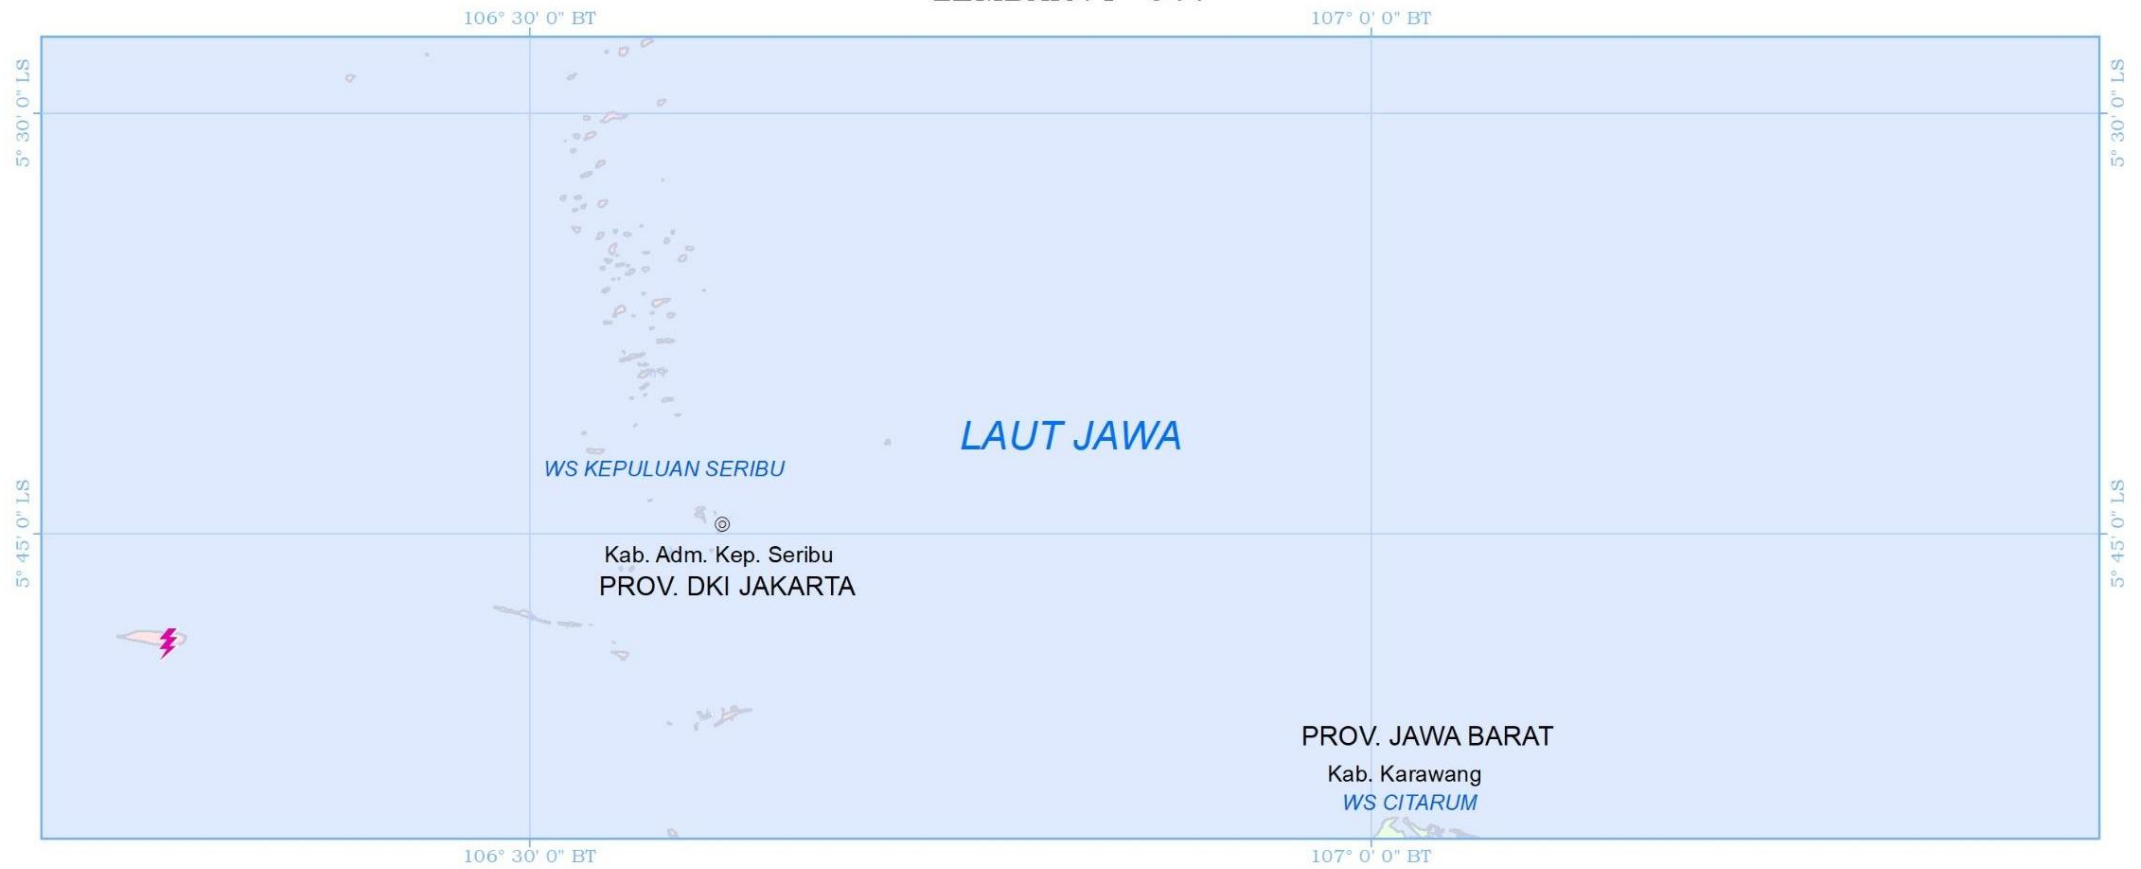 106° 30' 0" BT
107° 0' 0" BT
5° 30' 0" LS
5° 30' 0" LS
LAUT JAWA
WS KEPULUAN SERIBU
5° 45' 0" LS
5° 45' 0" LS
Kab. Adm. Kep. Seribu
PROV. DKI JAKARTA
PROV. JAWA BARAT
Kab. Karawang
WS CITARUM
106° 30' 0" BT
107° 0' 0" BT